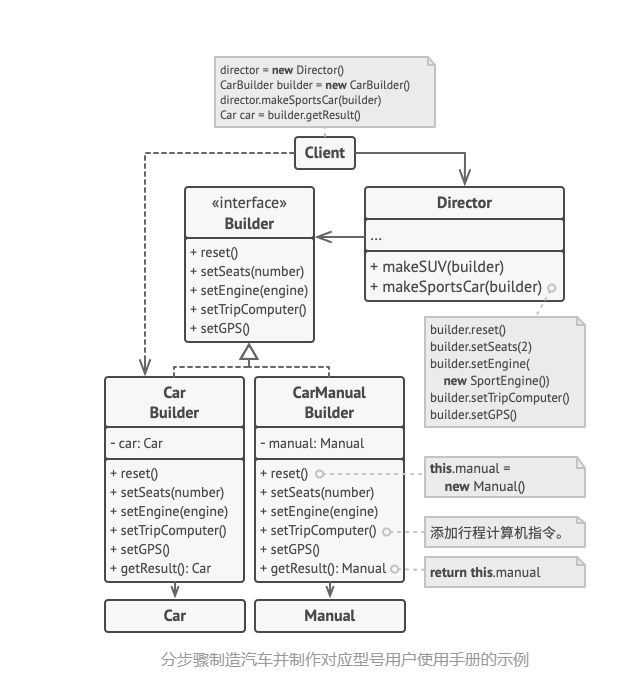 director = new Director()
CarBuilder builder = new CarBuilder()
director.makeSportsCar(builder)
Car car = builder.getResult()
Client
«interface»
Builder
+ reset()
+ setSeats(number)
+ setEngine(engine)
+ setTripComputer()
+ setGPS()
Director
...
+ makeSUV(builder)
+ makeSportsCar(builder)
builder.reset()
builder.setSeats(2)
builder.setEngine(
new SportEngine())
builder.setTripComputer()
builder.setGPS()
Car
Builder
- car: Car
+ reset()
+ setSeats(number)
+ setEngine(engine)
+ setTripComputer()
+ setGPS()
+ getResult(): Car
CarManual
Builder
- manual: Manual
+ reset()
+ setSeats(number)
+ setEngine(engine)
+ setTripComputer()
+ setGPS()
+ getResult(): Manual
this.manual =
new Manual()
添加行程计算机指令。
return this.manual
Car
Manual
分步骤制造汽车并制作对应型号用户使用手册的示例